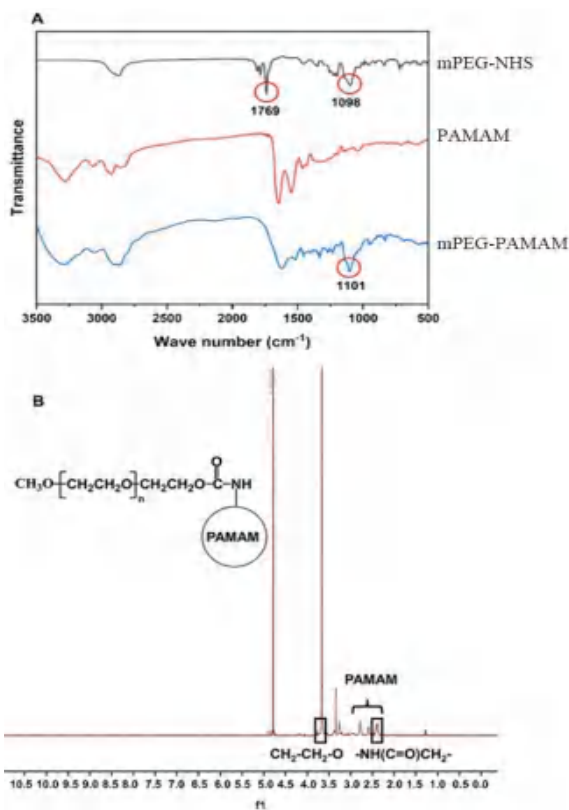 A
mPEG-NHS
1769
1098
PAMAM
mPEG-PAMAM
1101
Transmittance
3500 3000 2500 2000 1500 1000 500
Wave number (cm⁻¹)
B
O
CH₃O-[CH₂CH₂O]ₙ-CH₂CH₂O-C-NH
PAMAM
PAMAM
CH₂-CH₂-O -NH(C=O)CH₂-
10.5 10.0 9.5 9.0 8.5 8.0 7.5 7.0 6.5 6.0 5.5 5.0 4.5 4.0 3.5 3.0 2.5 2.0 1.5 1.0 0.5 0.0
f1